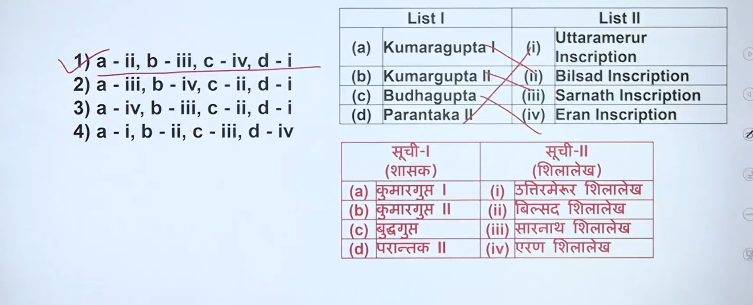 1) a - ii, b - iii, c - iv, d - i
2) a - iii, b - iv, c - ii, d - i
3) a - iv, b - iii, c - ii, d - i
4) a - i, b - ii, c - iii, d - iv
List I List II
(a) Kumaragupta I (i) Uttaramerur Inscription
(b) Kumargupta II (ii) Bilsad Inscription
(c) Budhagupta (iii) Sarnath Inscription
(d) Parantaka II (iv) Eran Inscription
सूची-I सूची-II
(शासक) (शिलालेख)
(a) कुमारगुप्त I (i) उत्तिरमेरूर शिलालेख
(b) कुमारगुप्त II (ii) बिल्सद शिलालेख
(c) बुद्धगुप्त (iii) सारनाथ शिलालेख
(d) परान्तक II (iv) एरण शिलालेख